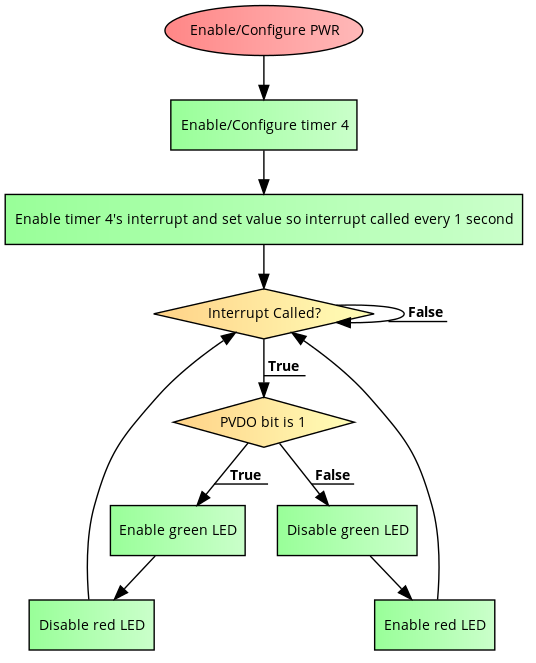 Enable/Configure PWR
Enable/Configure timer 4
Enable timer 4's interrupt and set value so interrupt called every 1 second
Interrupt Called?
False
True
PVDO bit is 1
True
False
Enable green LED
Disable green LED
Disable red LED
Enable red LED